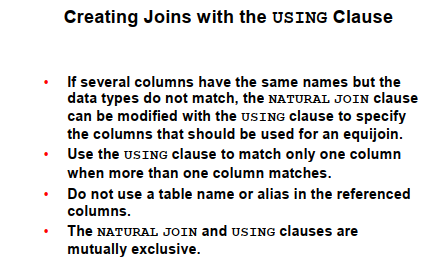 Creating Joins with the USING Clause
• If several columns have the same names but the
data types do not match, the NATURAL JOIN clause
can be modified with the USING clause to specify
the columns that should be used for an equijoin.
• Use the USING clause to match only one column
when more than one column matches.
• Do not use a table name or alias in the referenced
columns.
• The NATURAL JOIN and USING clauses are
mutually exclusive.